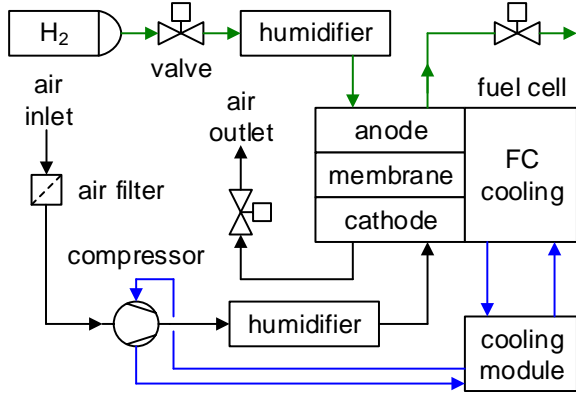 H₂
humidifier
valve
air
inlet
air
outlet
fuel cell
anode
FC
cooling
membrane
cathode
air filter
compressor
humidifier
cooling
module